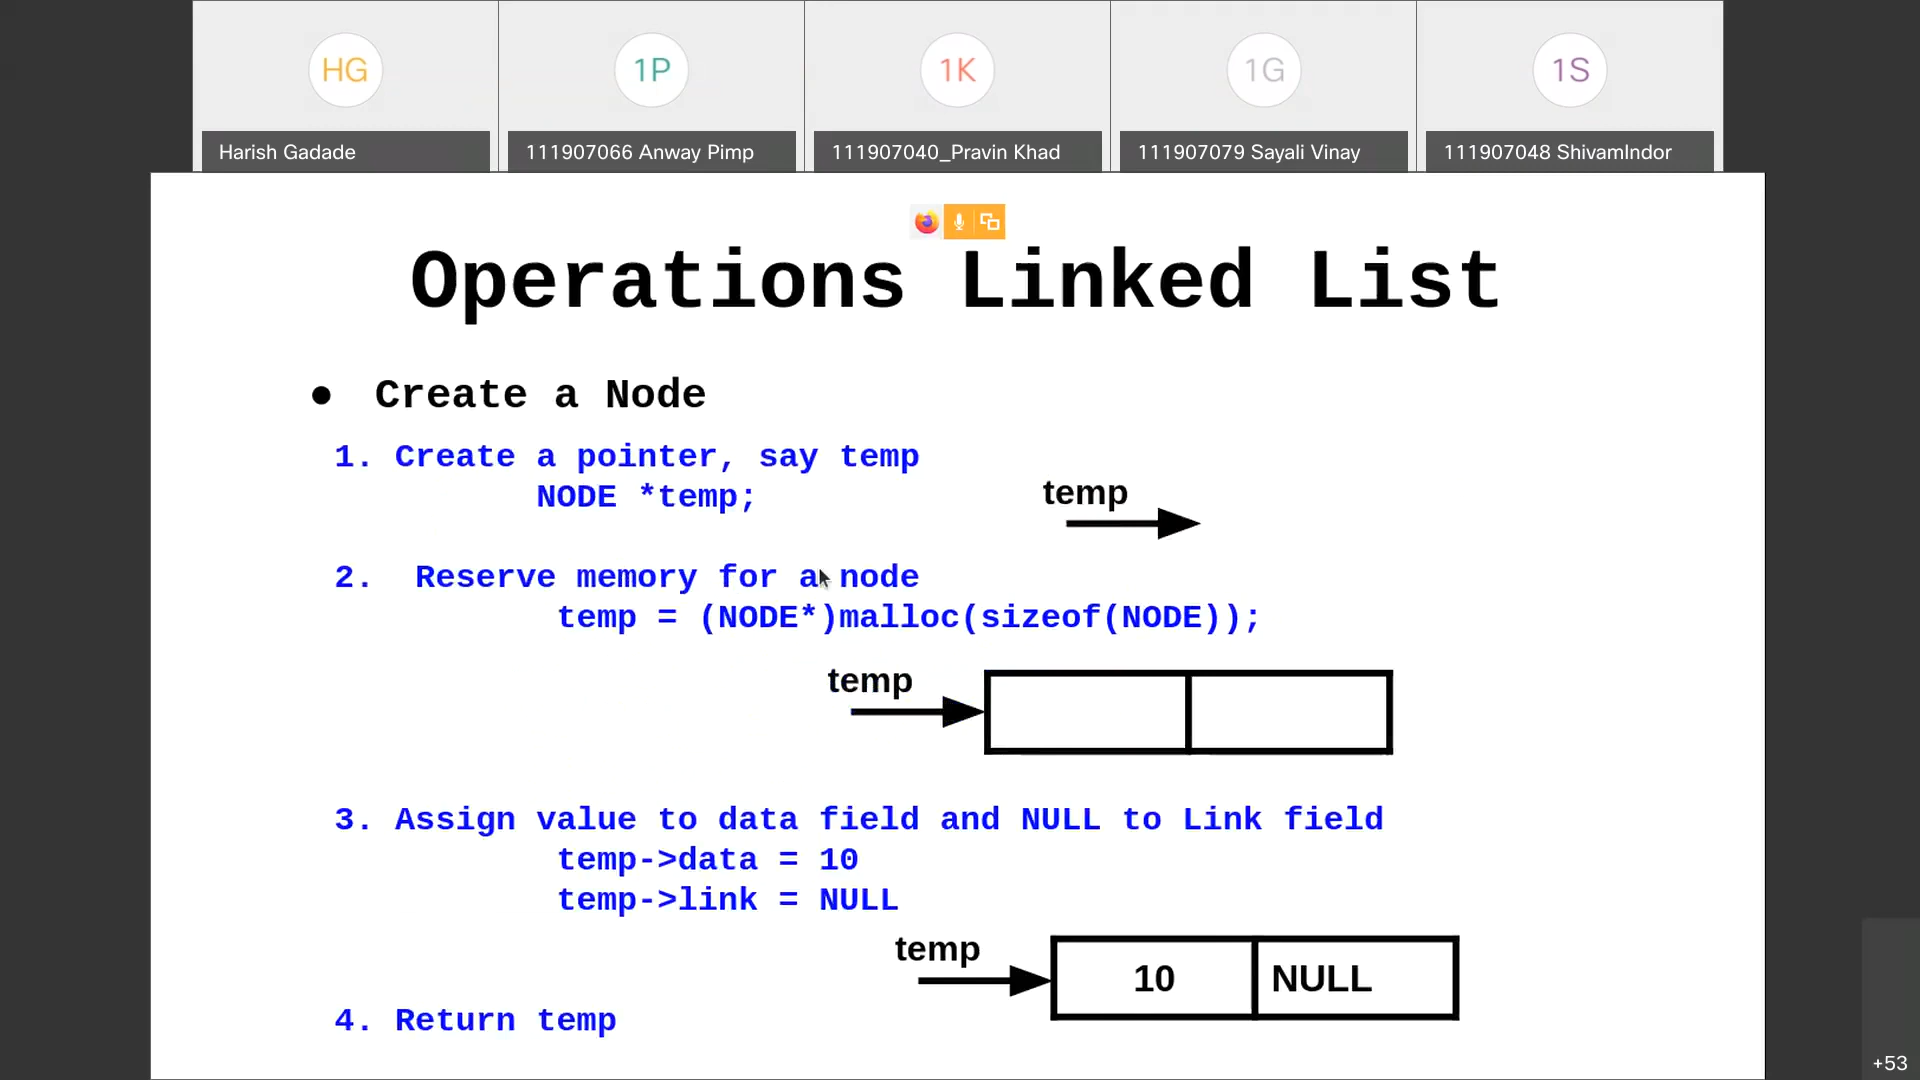 HG
1P
1K
1G
1S
Harish Gadade
111907066 Anway Pimp
111907040_Pravin Khad
111907079 Sayali Vinay
111907048 ShivamIndor
Operations Linked List
● Create a Node
1. Create a pointer, say temp
NODE *temp;
temp
2. Reserve memory for a node
temp = (NODE*)malloc(sizeof(NODE));
temp
3. Assign value to data field and NULL to Link field
temp->data = 10
temp->link = NULL
temp
10 NULL
4. Return temp
+53